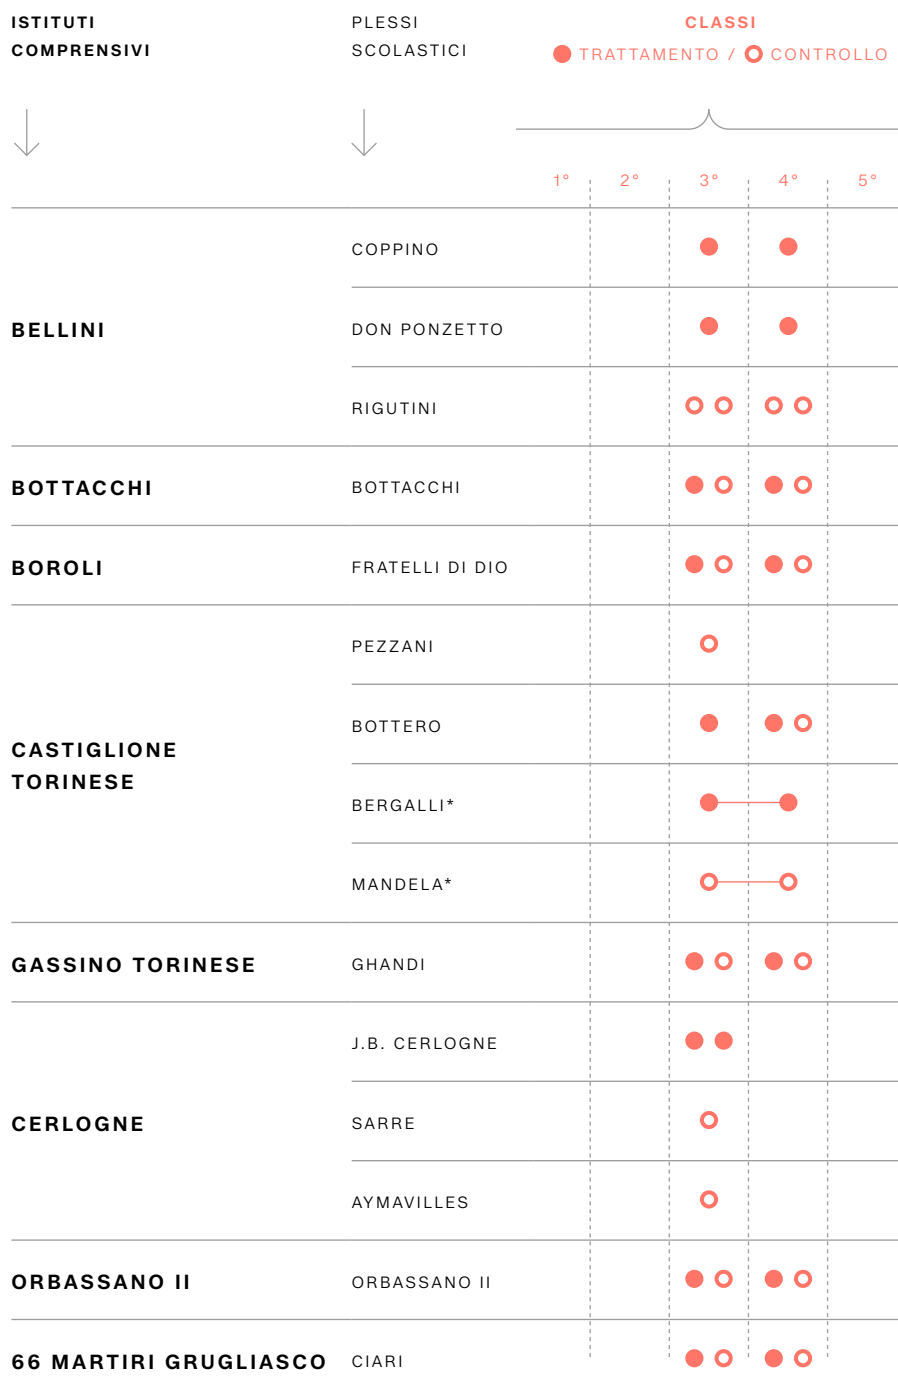 ISTITUTI
COMPRENSIVI
PLESSI
SCOLASTICI
CLASSI
TRATTAMENTO / CONTROLLO
1° 2° 3° 4° 5°
COPPINO
BELLINI
DON PONZETTO
RIGUTINI
BOTTACCHI
BOTTACCHI
BOROLI
FRATELLI DI DIO
PEZZANI
BOTTERO
CASTIGLIONE
TORINESE
BERGALLI*
MANDELA*
GASSINO TORINESE
GHANDI
J.B. CERLOGNE
CERLOGNE
SARRE
AYMAVILLES
ORBASSANO II
ORBASSANO II
66 MARTIRI GRUGLIASCO
CIARI